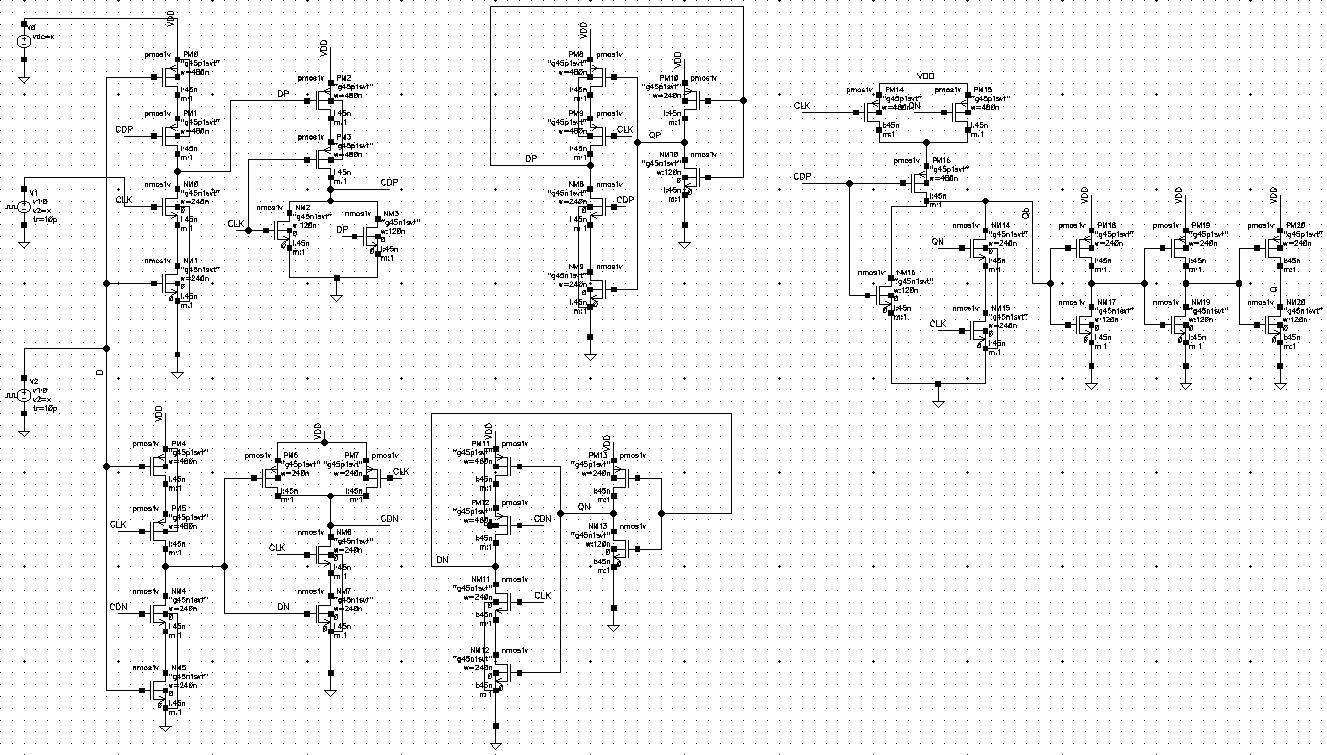 V0
vdc=x
VDD
pmos1v
PM0
"g45p1svt"
w=480n
l:45n
m:1
CDP
PM1
"g45p1svt"
w=480n
l:45n
m:1
nmos1v
NM0
"g45n1svt"
w=240n
l:45n
m:1
V1
v1:0
v2=x
tr=10p
CLK
nmos1v
NM1
"g45n1svt"
w=240n
l:45n
m:1
V2
v1:0
v2=x
tr=10p
D
VDD
pmos1v
PM2
"g45p1svt"
w=480n
l:45n
m:1
DP
pmos1v
PM3
"g45p1svt"
w=480n
l:45n
m:1
CDP
CLK
nmos1v
NM2
"g45n1svt"
w:120n
l:45n
m:1
DP
nmos1v
NM3
"g45n1svt"
w:120n
l:45n
m:1
VDD
PM8
pmos1v
"g45p1svt"
w=480n
l:45n
m:1
PM9
pmos1v
"g45p1svt"
w=480n
l:45n
m:1
CLK
DP
NM8
nmos1v
"g45n1svt"
w=240n
l:45n
m:1
CDP
NM9
nmos1v
"g45n1svt"
w=240n
l:45n
m:1
VDD
PM10
pmos1v
"g45p1svt"
w=240n
l:45n
m:1
QP
NM10
nmos1v
"g45n1svt"
w:120n
l:45n
m:1
VDD
CLK
pmos1v
PM14
"g45p1svt"
w=480n
l:45n
m:1
QN
pmos1v
PM15
"g45p1svt"
l:45n
m:1
CDP
pmos1v
PM16
"g45p1svt"
w=480n
l:45n
m:1
Qb
QN
nmos1v
NM14
"g45n1svt"
w=240n
l:45n
m:1
nmos1v
NM16
"g45n1svt"
w:120n
l:45n
m:1
CLK
nmos1v
NM15
"g45n1svt"
w=240n
l:45n
m:1
VDD
pmos1v
PM18
"g45p1svt"
w=240n
l:45n
m:1
nmos1v
NM17
"g45n1svt"
w:120n
l:45n
m:1
VDD
pmos1v
PM19
"g45p1svt"
w=240n
l:45n
m:1
nmos1v
NM19
"g45n1svt"
w:120n
l:45n
m:1
VDD
pmos1v
PM20
"g45p1svt"
w=240n
l:45n
m:1
Q
nmos1v
NM20
"g45n1svt"
w:120n
l:45n
m:1
VDD
pmos1v
PM4
"g45p1svt"
w=480n
l:45n
m:1
CLK
pmos1v
PM5
"g45p1svt"
w=480n
l:45n
m:1
CDN
nmos1v
NM4
"g45n1svt"
w=240n
l:45n
m:1
nmos1v
NM5
"g45n1svt"
w=240n
l:45n
m:1
VDD
pmos1v
PM6
"g45p1svt"
w=240n
l:45n
m:1
PM7
pmos1v
"g45p1svt"
w=240n
l:45n
m:1
CLK
CDN
CLK
nmos1v
NM6
"g45n1svt"
w=240n
l:45n
m:1
DN
nmos1v
NM7
"g45n1svt"
w=240n
l:45n
m:1
VDD
PM11
pmos1v
"g45p1svt"
w=480n
l:45n
m:1
PM12
pmos1v
"g45p1svt"
w=480n
l:45n
m:1
CDN
DN
NM11
nmos1v
"g45n1svt"
w=240n
l:45n
m:1
CLK
NM12
nmos1v
"g45n1svt"
w=240n
l:45n
m:1
VDD
PM13
pmos1v
"g45p1svt"
w=240n
l:45n
m:1
QN
NM13
nmos1v
"g45n1svt"
w:120n
l:45n
m:1